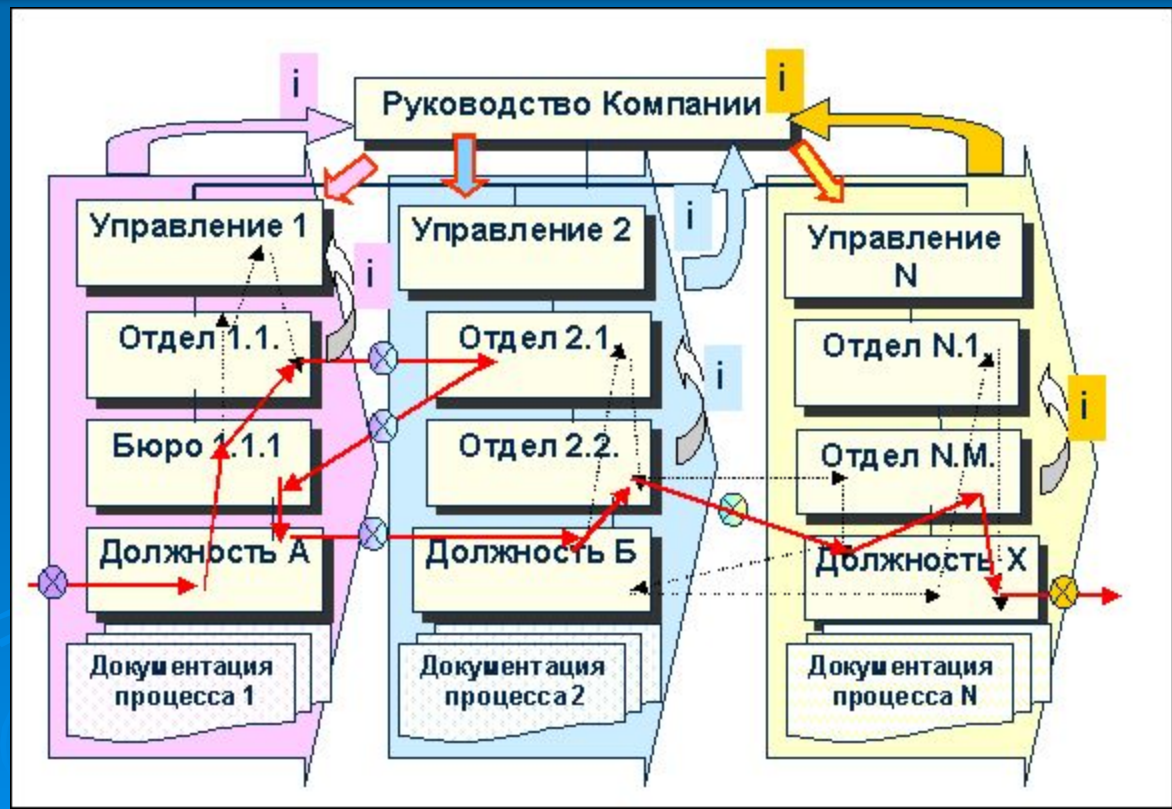 i
i
Руководство Компании
Управление 1
i
Отдел 1.1.
Бюро 1.1.1
Должность А
Документация
процесса 1
i
Управление 2
Отдел 2.1.
i
Отдел 2.2.
Должность Б
Документация
процесса 2
Управление
N
Отдел N.1.
i
Отдел N.M.
Должность Х
Документация
процесса N